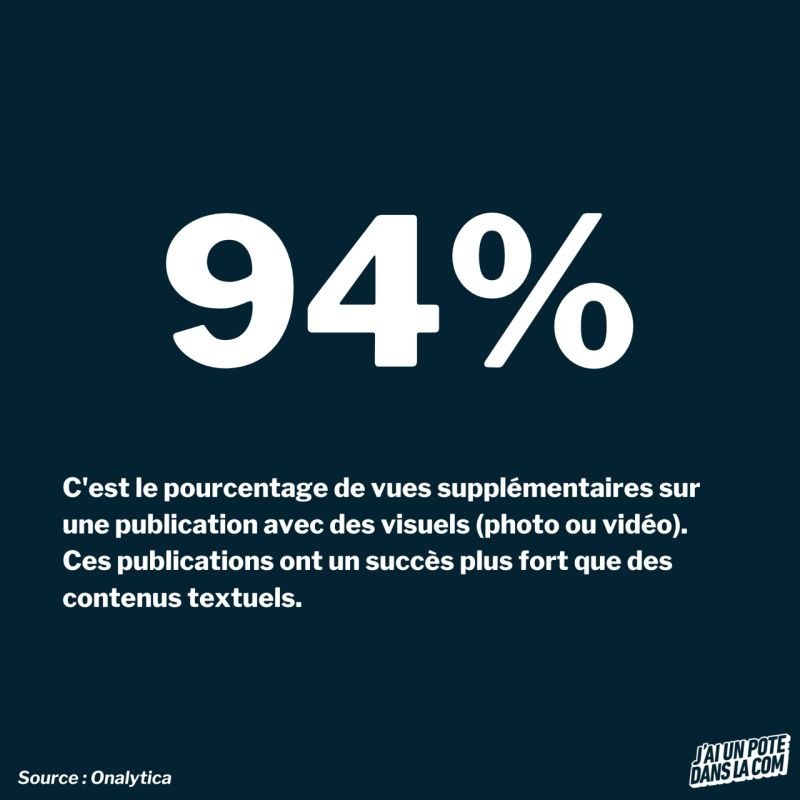 94%
C'est le pourcentage de vues supplémentaires sur
une publication avec des visuels (photo ou vidéo).
Ces publications ont un succès plus fort que des
contenus textuels.
Source : Onalytica
J'AI UN POTE
DANS LA COM